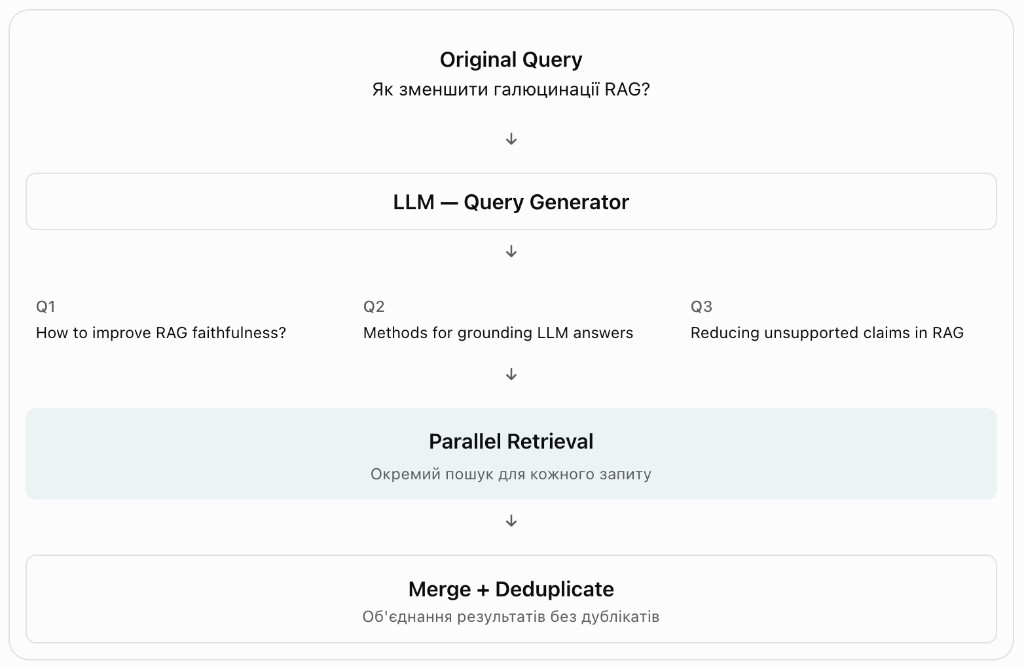 Original Query
Як зменшити галюцинації RAG?
↓
LLM — Query Generator
↓
Q1
How to improve RAG faithfulness?
Q2
Methods for grounding LLM answers
Q3
Reducing unsupported claims in RAG
↓
Parallel Retrieval
Окремий пошук для кожного запиту
↓
Merge + Deduplicate
Об'єднання результатів без дублікатів